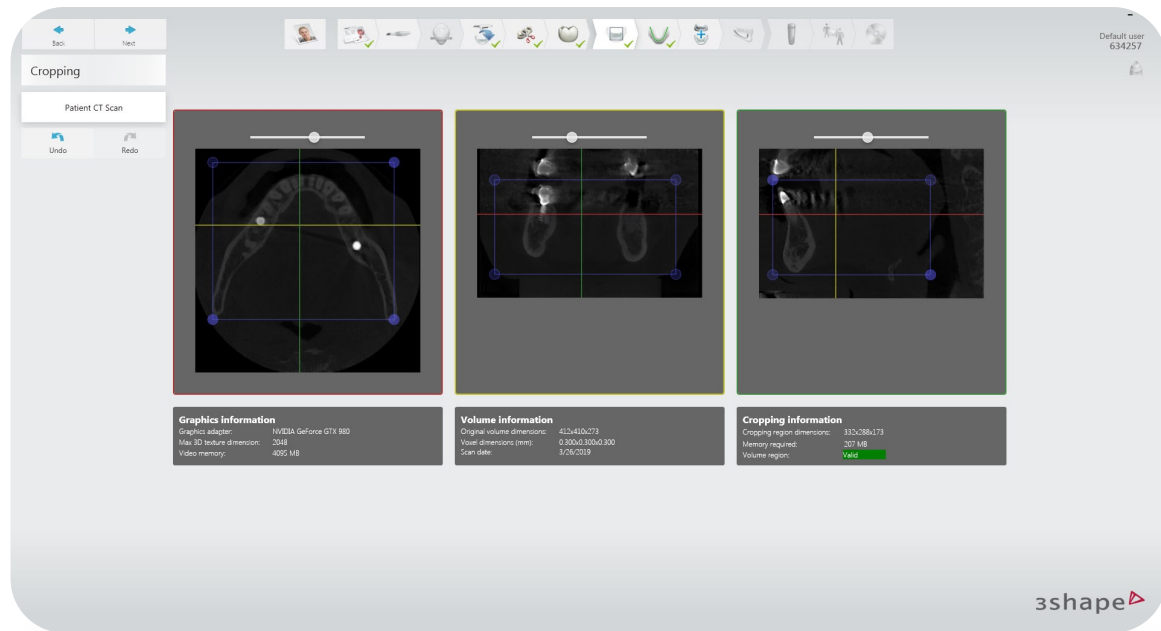 Back
Next
Default user
634257
Cropping
Patient CT Scan
Undo
Redo
Graphics information
Graphics adapter: NVIDIA GeForce GTX 980
Max 3D texture dimension: 2048
Video memory: 4095 MB
Volume information
Original volume dimensions: 412x410x273
Voxel dimensions (mm): 0.300x0.300x0.300
Scan date: 3/26/2019
Cropping information
Cropping region dimensions: 332x288x173
Memory required: 207 MB
Volume region: Valid
3shape